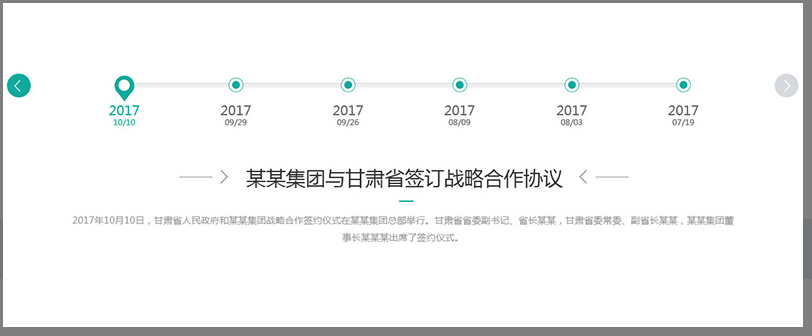 2017 2017 2017 2017 2017 2017
10/10 09/29 09/26 08/09 08/03 07/19
某某集团与甘肃省签订战略合作协议
2017年10月10日，甘肃省人民政府和某某集团战略合作签约仪式在某某集团总部举行。甘肃省省委副书记、省长某某，甘肃省委常委、副省长某某，某某集团董
事长某某某出席了签约仪式。